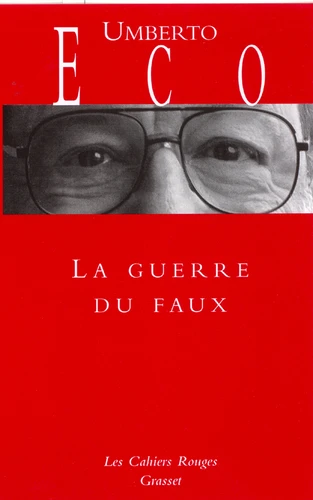 UMBERTO
ECO
LA GUERRE
DU FAUX
Les Cahiers Rouges
Grasset